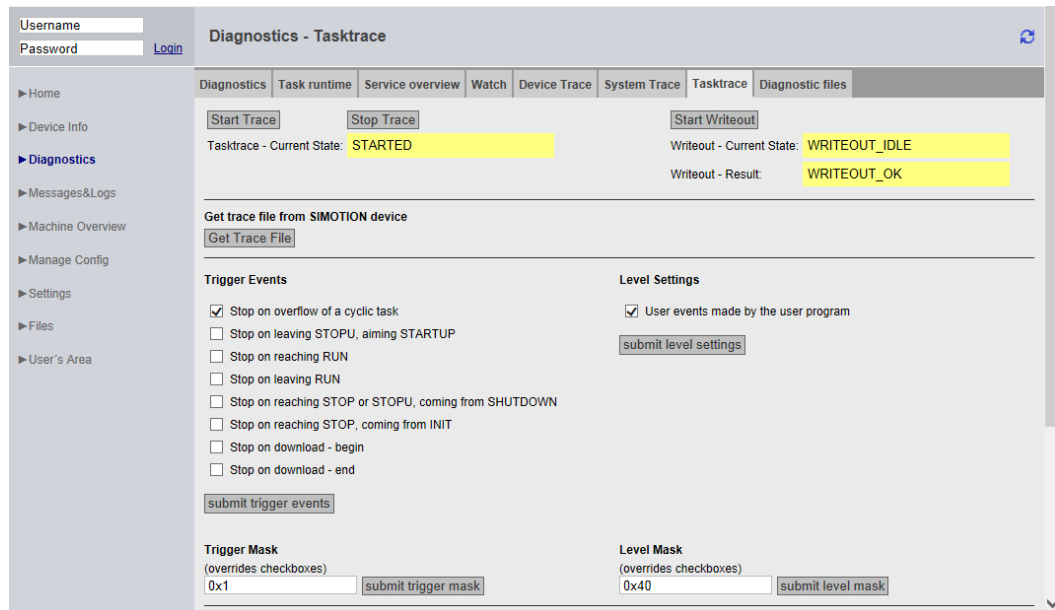 Username
Password Login
Diagnostics - Tasktrace
►Home
►Device Info
►Diagnostics
►Messages&Logs
►Machine Overview
►Manage Config
►Settings
►Files
►User´s Area
Diagnostics Task runtime Service overview Watch Device Trace System Trace Tasktrace Diagnostic files
Start Trace Stop Trace Start Writeout
Tasktrace - Current State: STARTED Writeout - Current State: WRITEOUT_IDLE
Writeout - Result: WRITEOUT_OK
Get trace file from SIMOTION device
Get Trace File
Trigger Events Level Settings
Stop on overflow of a cyclic task User events made by the user program
Stop on leaving STOPU, aiming STARTUP
submit level settings
Stop on reaching RUN
Stop on leaving RUN
Stop on reaching STOP or STOPU, coming from SHUTDOWN
Stop on reaching STOP, coming from INIT
Stop on download - begin
Stop on download - end
submit trigger events
Trigger Mask Level Mask
(overrides checkboxes) (overrides checkboxes)
0x1 submit trigger mask 0x40 submit level mask